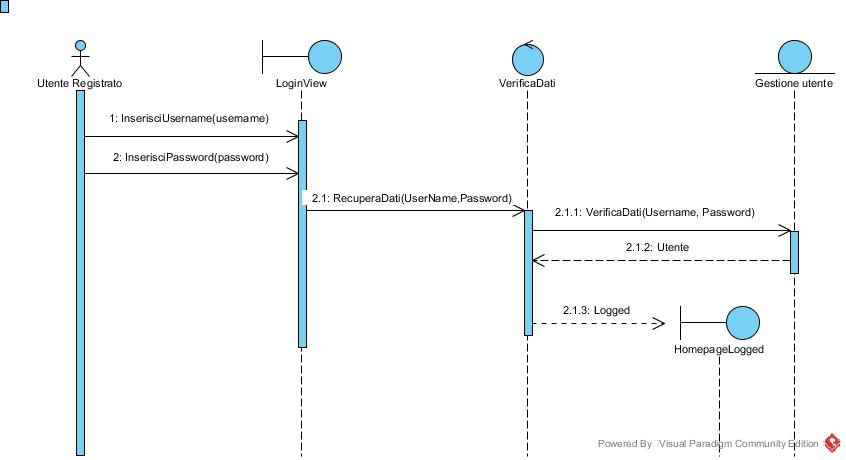 Utente Registrato
LoginView
VerificaDati
Gestione utente
1: InserisciUsername(username)
2: InserisciPassword(password)
2.1: RecuperaDati(UserName,Password)
2.1.1: VerificaDati(Username, Password)
2.1.2: Utente
2.1.3: Logged
HomepageLogged
Powered By Visual Paradigm Community Edition